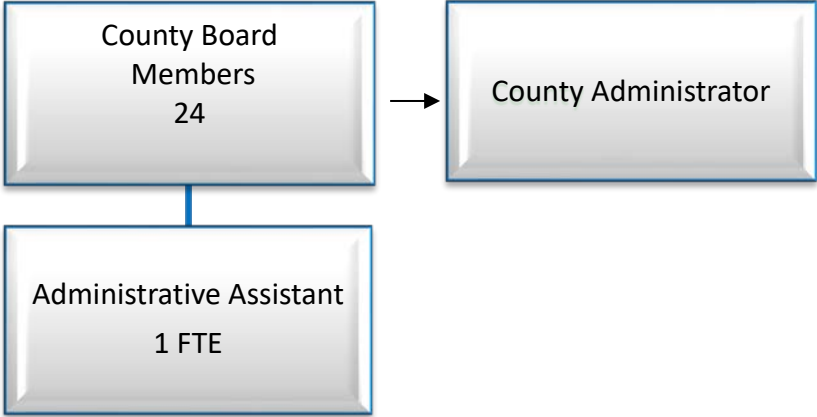 County Board
Members
24
County Administrator
Administrative Assistant
1 FTE